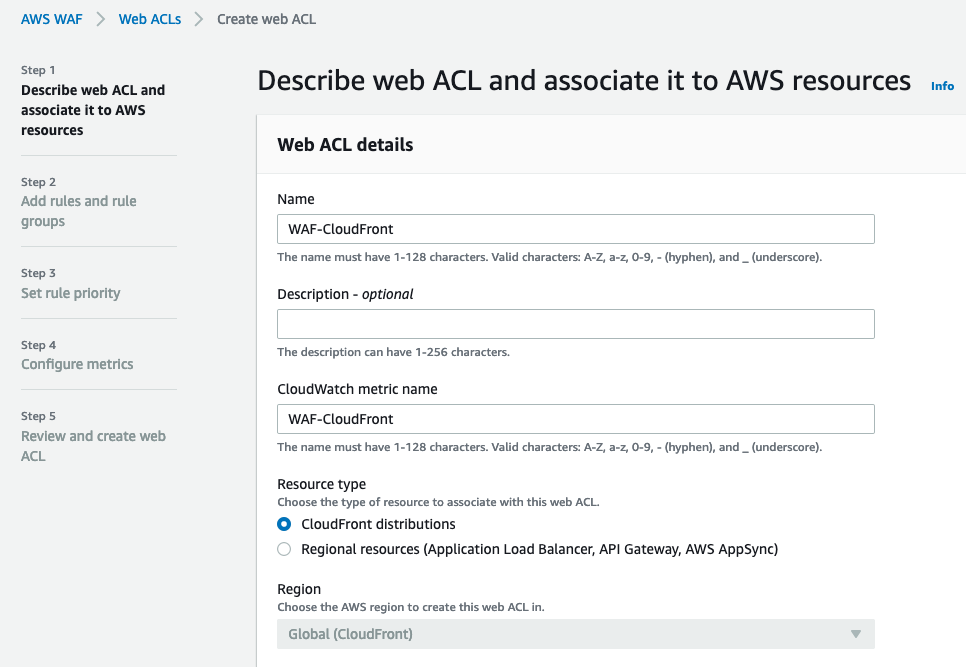 AWS WAF > Web ACLs > Create web ACL
Step 1
Describe web ACL and
associate it to AWS
resources
Step 2
Add rules and rule
groups
Step 3
Set rule priority
Step 4
Configure metrics
Step 5
Review and create web
ACL
Describe web ACL and associate it to AWS resources Info
Web ACL details
Name
WAF-CloudFront
The name must have 1-128 characters. Valid characters: A-Z, a-z, 0-9, - (hyphen), and _ (underscore).
Description - optional
The description can have 1-256 characters.
CloudWatch metric name
WAF-CloudFront
The name must have 1-128 characters. Valid characters: A-Z, a-z, 0-9, - (hyphen), and _ (underscore).
Resource type
Choose the type of resource to associate with this web ACL.
CloudFront distributions
Regional resources (Application Load Balancer, API Gateway, AWS AppSync)
Region
Choose the AWS region to create this web ACL in.
Global (CloudFront)